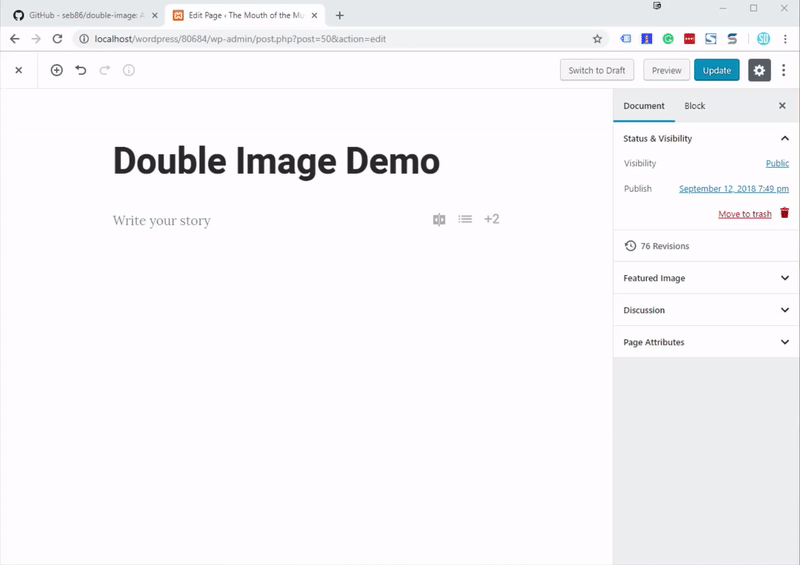 GitHub - seb86/double-image: A
Edit Page ‹ The Mouth of the Mu
localhost/wordpress/80684/wp-admin/post.php?post=50&action=edit
Switch to Draft
Preview
Update
Document
Block
Double Image Demo
Status & Visibility
Visibility
Public
Publish
September 12, 2018 7:49 pm
Move to trash
Write your story
+2
76 Revisions
Featured Image
Discussion
Page Attributes